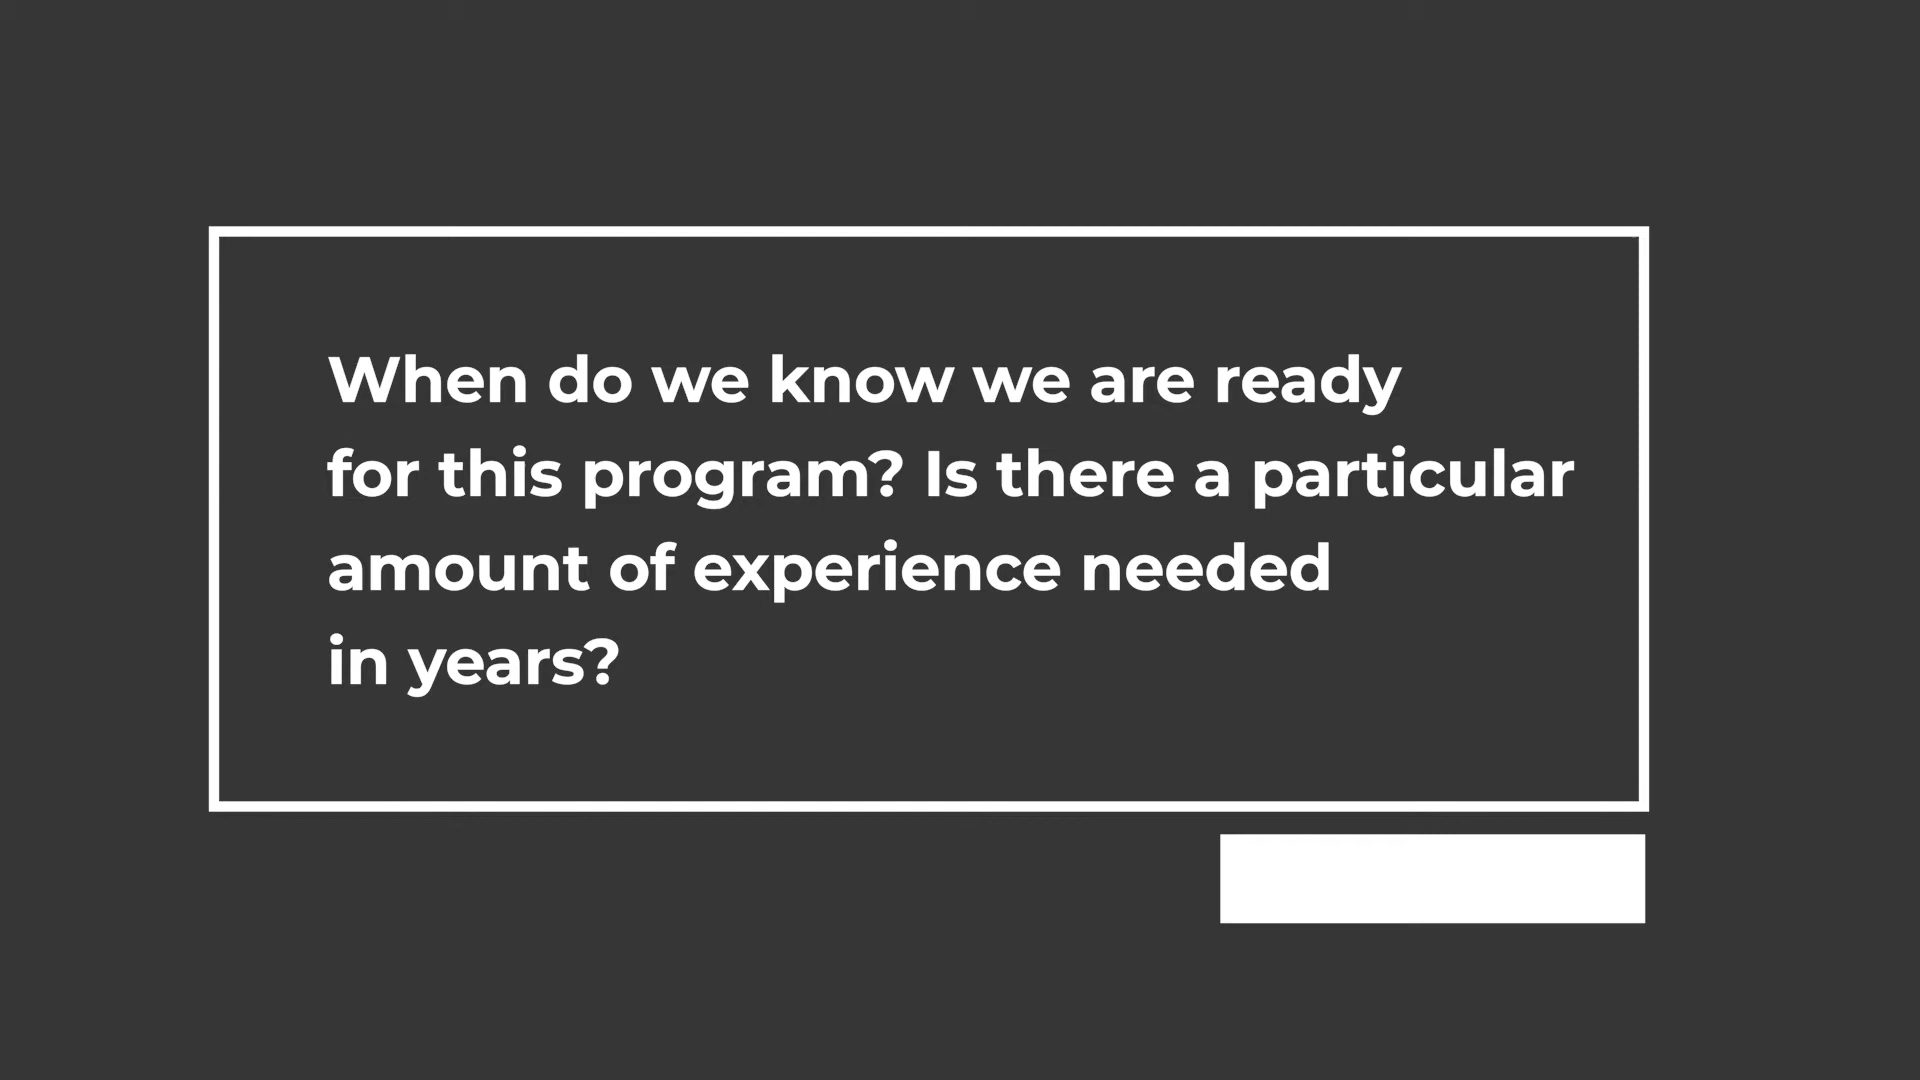 When do we know we are ready
for this program? Is there a particular
amount of experience needed
in years?